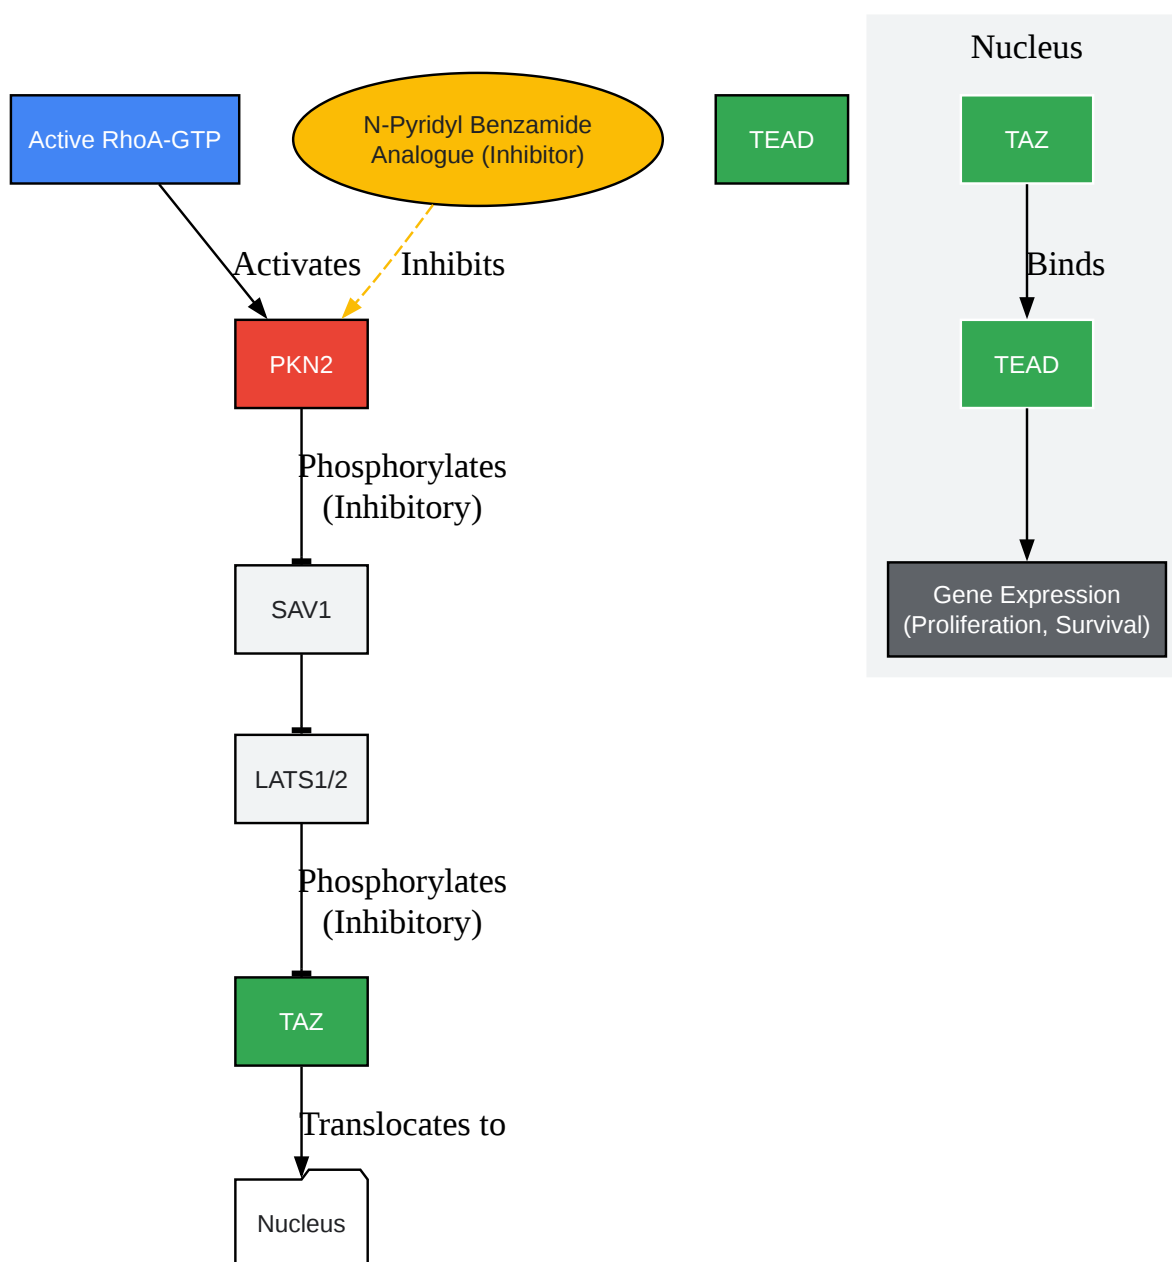 Nucleus
Active RhoA-GTP
N-Pyridyl Benzamide
Analogue (Inhibitor)
TEAD
TAZ
Activates
Inhibits
Binds
PKN2
TEAD
Phosphorylates
(Inhibitory)
SAV1
Gene Expression
(Proliferation, Survival)
LATS1/2
Phosphorylates
(Inhibitory)
TAZ
Translocates to
Nucleus